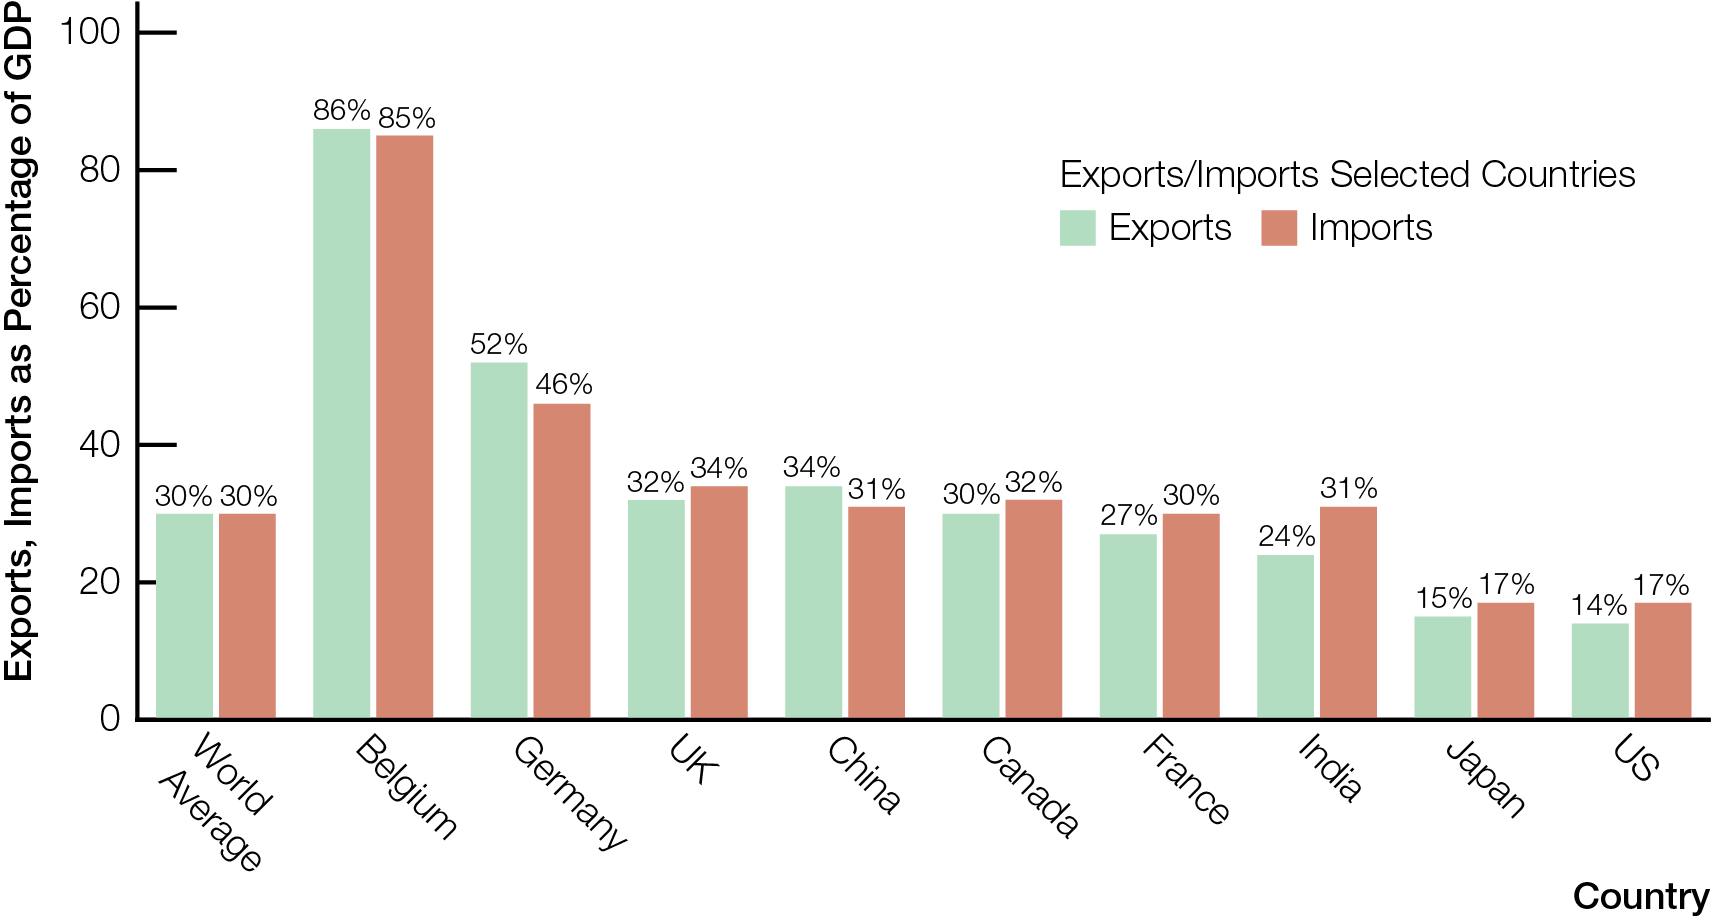 Exports, Imports as Percentage of GDP
100
80
60
40
20
0
30% 30%
86% 85%
52% 46%
32% 34%
34% 31%
30% 32%
27% 30%
24% 31%
15% 17%
14% 17%
Exports/Imports Selected Countries
Exports Imports
World
Average
Belgium
Germany
UK
China
Canada
France
India
Japan
US
Country